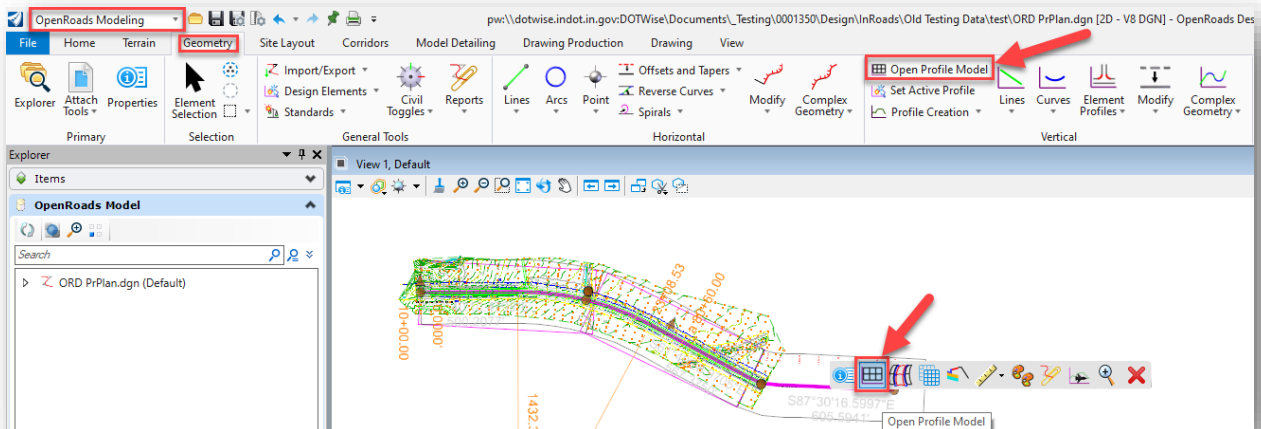 OpenRoads Modeling
pw:\\dotwise.indot.in.gov:DOTWise\Documents\_Testing\0001350\Design\InRoads\Old Testing Data\test\ORD PrPlan.dgn [2D - V8 DGN] - OpenRoads Des
File Home Terrain Geometry Site Layout Corridors Model Detailing Drawing Production Drawing View
Explorer
Attach Tools
Properties
Primary
Element Selection
Selection
Import/Export
Design Elements
Standards
Civil Toggles
Reports
General Tools
Lines
Arcs
Point
Offsets and Tapers
Reverse Curves
Spirals
Modify
Complex Geometry
Horizontal
Open Profile Model
Set Active Profile
Profile Creation
Lines
Curves
Element Profiles
Modify
Complex Geometry
Vertical
Explorer
Items
OpenRoads Model
Search
ORD PrPlan.dgn (Default)
View 1, Default
10+00.00
S87°30'16.5997"E
605.5941'
Open Profile Model